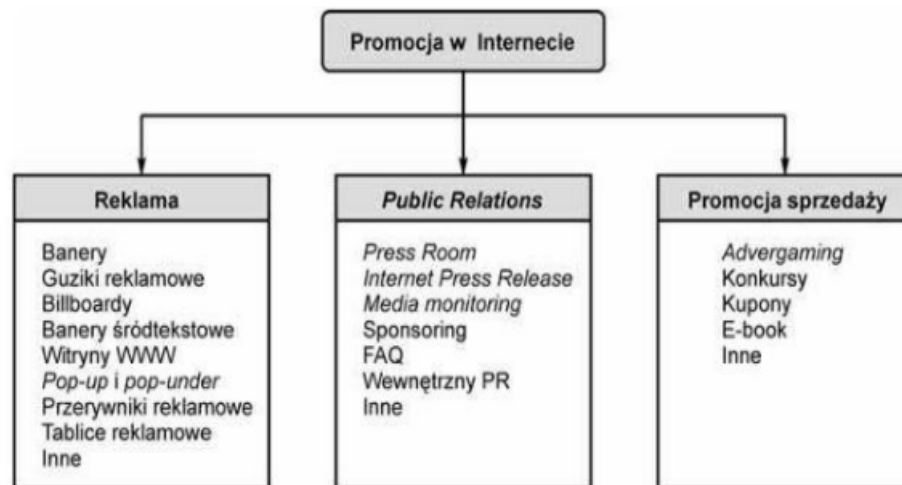 Promocja w Internecie
Reklama
Banery
Guziki reklamowe
Billboardy
Banery śródtekstowe
Witryny WWW
Pop-up i pop-under
Przerywniki reklamowe
Tablice reklamowe
Inne
Public Relations
Press Room
Internet Press Release
Media monitoring
Sponsoring
FAQ
Wewnętrzny PR
Inne
Promocja sprzedaży
Advergaming
Konkursy
Kupony
E-book
Inne